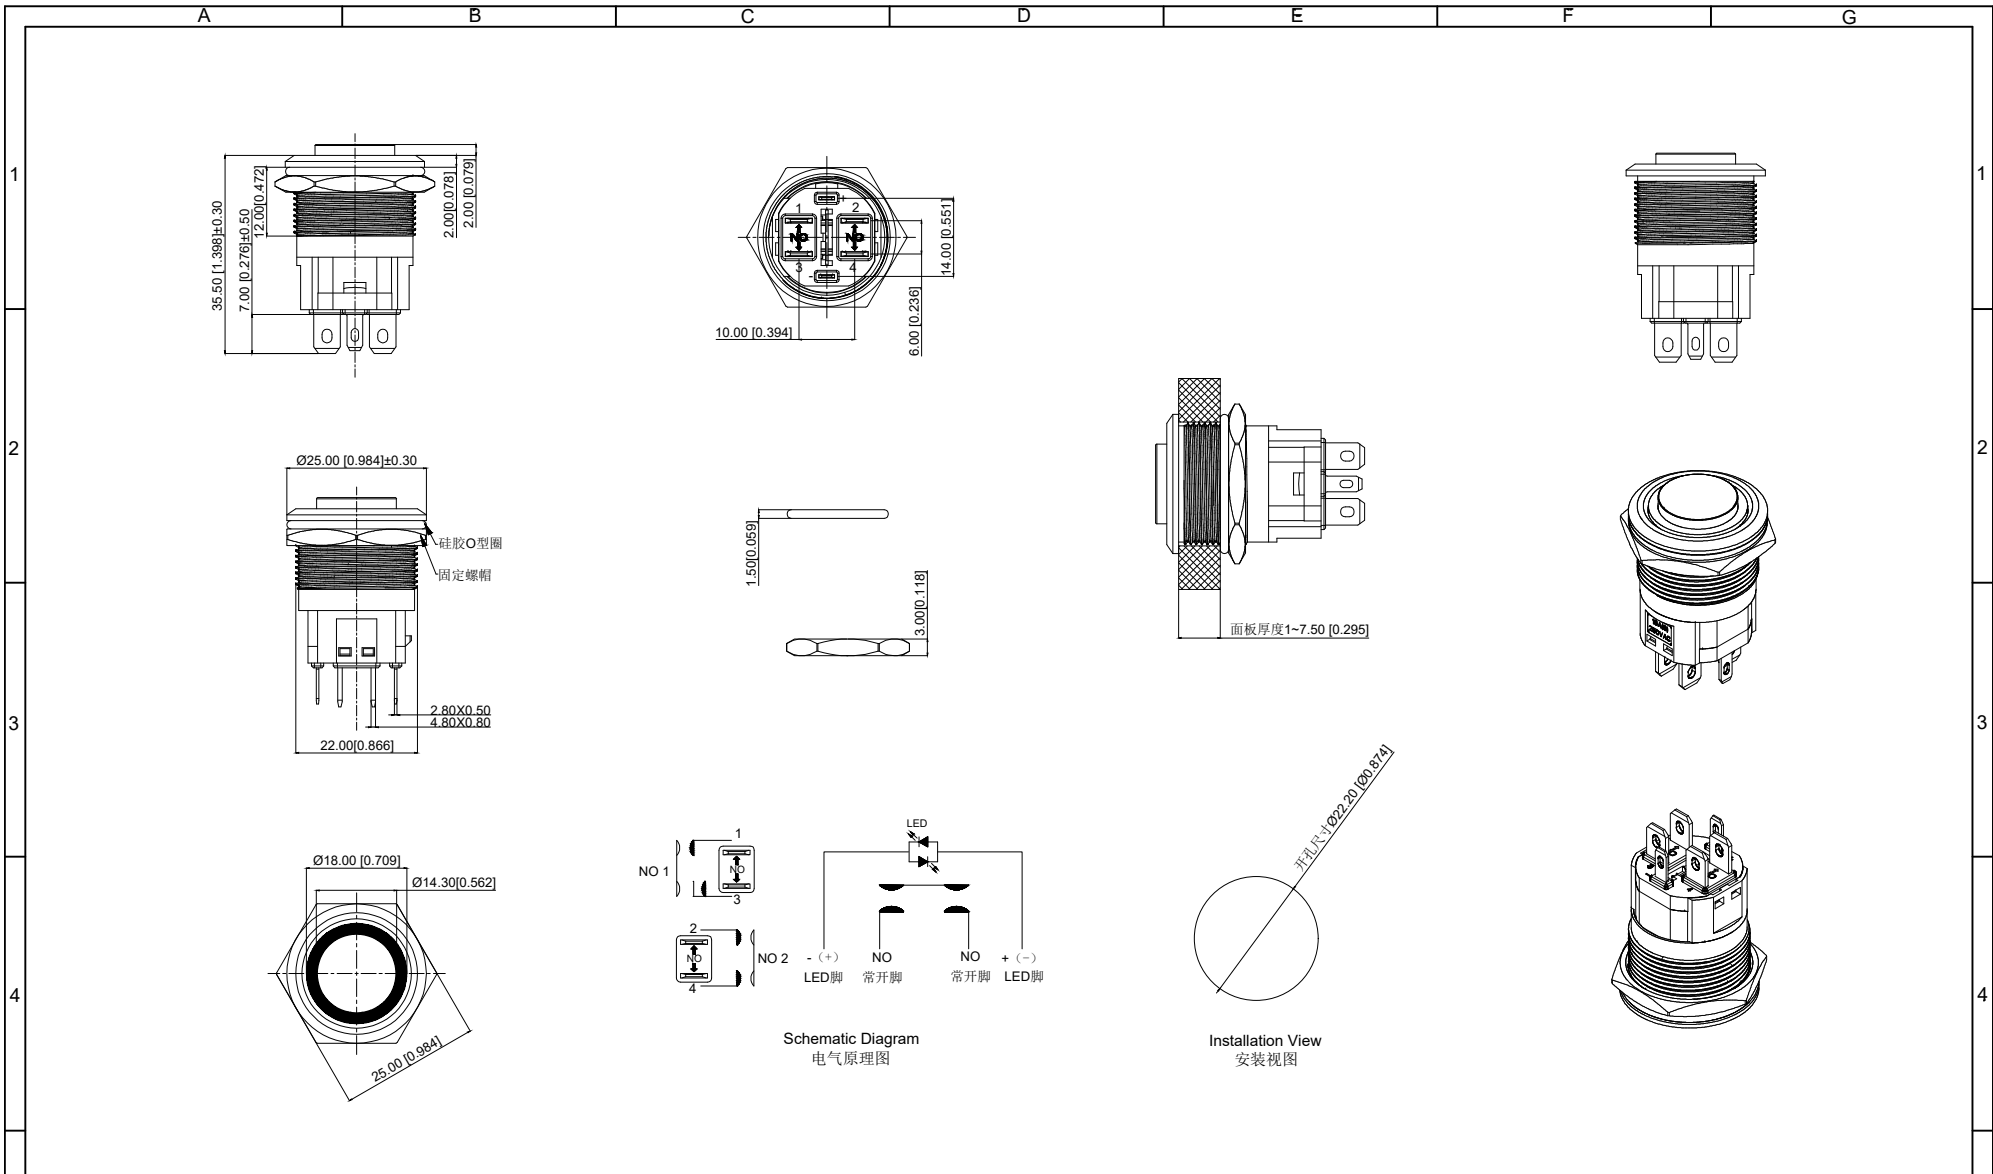 A B C D E F G
1
2
3
4
1
2
3
4
35.50 [1.398]±0.30
7.00 [0.276]±0.50
12.00[0.472]
2.00[0.078]
2.00 [0.079]
1 2
3 4
+
-
NO NO
14.00 [0.551]
6.00 [0.236]
10.00 [0.394]
Ø25.00 [0.984]±0.30
硅胶O型圈
固定螺帽
2.80X0.50
4.80X0.80
22.00[0.866]
1.50[0.059]
3.00[0.118]
面板厚度1~7.50 [0.295]
250VAC
Ø18.00 [0.709]
Ø14.30[0.562]
25.00 [0.984]
NO 1
1
NO
3
2
NO
4
NO 2
LED
- (+) NO NO + (-)
LED脚 常开脚 常开脚 LED脚
Schematic Diagram
电气原理图
开孔尺寸Ø22.20 [Ø0.874]
Installation View
安装视图